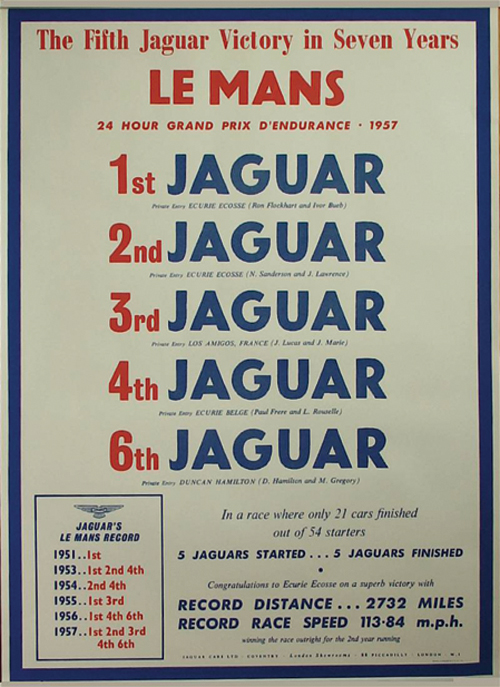 The Fifth Jaguar Victory in Seven Years
LE MANS
24 HOUR GRAND PRIX D'ENDURANCE · 1957
1st JAGUAR
Private Entry ECURIE ECOSSE (Ron Flockhart and Ivor Bueb)
2nd JAGUAR
Private Entry ECURIE ECOSSE (N. Sanderson and J. Lawrence)
3rd JAGUAR
Private Entry LOS AMIGOS, FRANCE (J. Lucas and J. Marie)
4th JAGUAR
Private Entry ECURIE BELGE (Paul Frere and L. Rouselle)
6th JAGUAR
Private Entry DUNCAN HAMILTON (D. Hamilton and M. Gregory)
JAGUAR'S
LE MANS RECORD
1951..1st
1953..1st 2nd 4th
1954..2nd 4th
1955..1st 3rd
1956..1st 4th 6th
1957..1st 2nd 3rd
4th 6th
In a race where only 21 cars finished
out of 54 starters
5 JAGUARS STARTED... 5 JAGUARS FINISHED
•
Congratulations to Ecurie Ecosse on a superb victory with
RECORD DISTANCE... 2732 MILES
RECORD RACE SPEED 113·84 m.p.h.
winning the race outright for the 2nd year running
JAGUAR CARS LTD · COVENTRY · London Showrooms · 88 PICCADILLY · LONDON · W.1